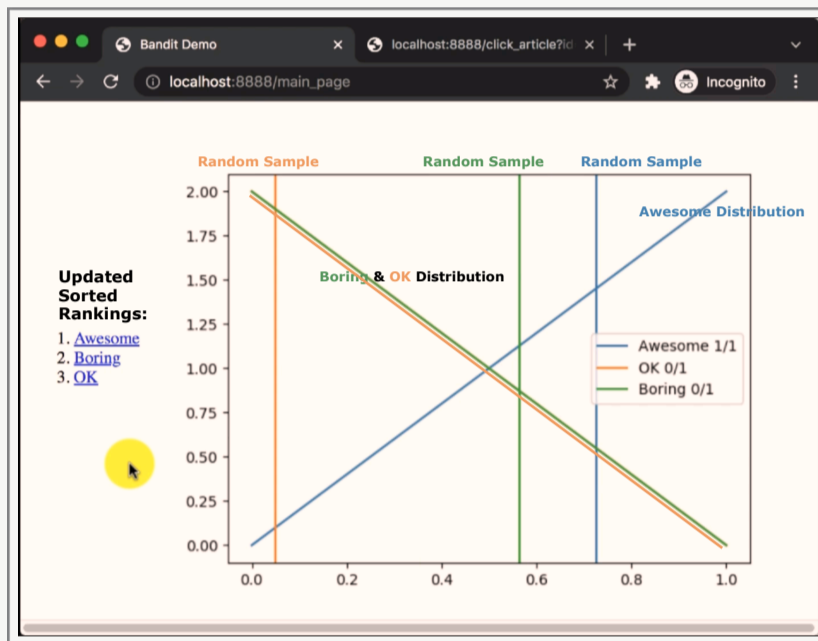 Bandit Demo
localhost:8888/click_article?id
localhost:8888/main_page
Incognito
Random Sample
Random Sample
Random Sample
2.00
Awesome Distribution
1.75
Updated
Sorted
Rankings:
Boring & OK Distribution
1.50
1.25
1. Awesome
2. Boring
3. OK
Awesome 1/1
OK 0/1
Boring 0/1
1.00
0.75
0.50
0.25
0.00
0.0 0.2 0.4 0.6 0.8 1.0